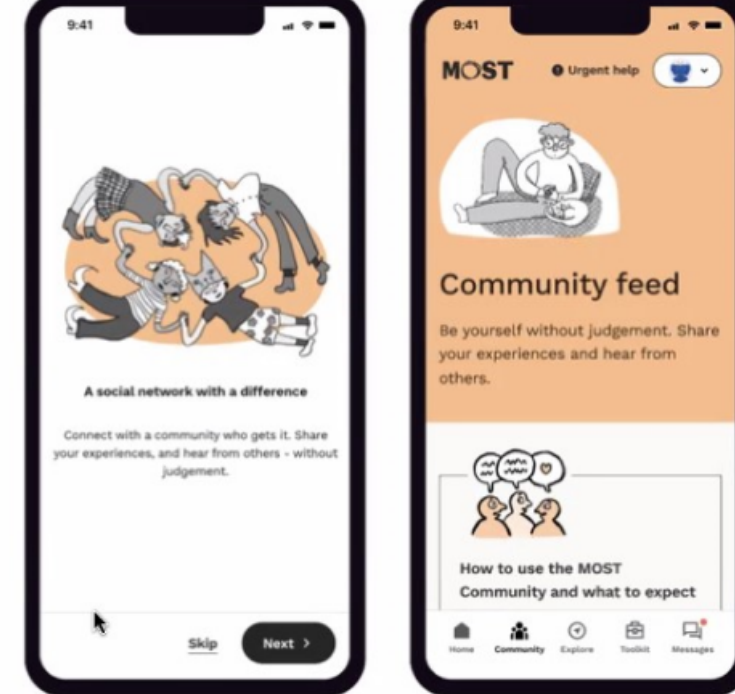 9:41
A social network with a difference
Connect with a community who gets it. Share
your experiences, and hear from others - without
judgement.
Skip
Next >
9:41
MOST
Urgent help
Community feed
Be yourself without judgement. Share
your experiences and hear from
others.
How to use the MOST
Community and what to expect
Home
Community
Explore
Toolkit
Messages